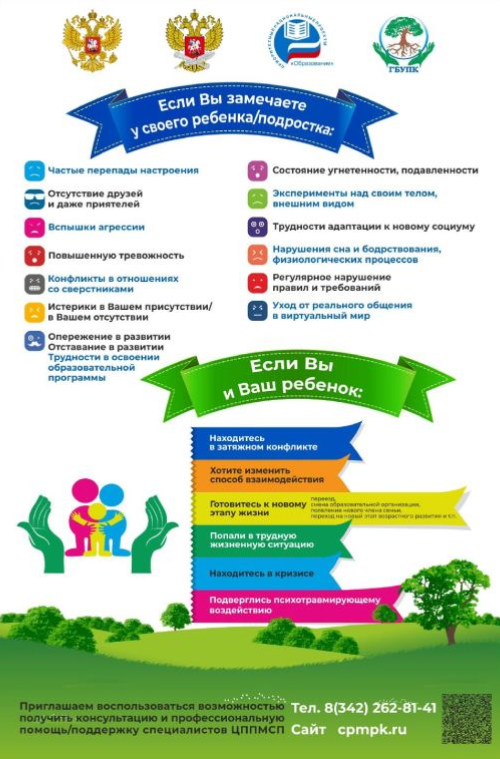 «Образование»
ГБУПК
Если Вы замечаете
у своего ребенка/подростка:
Частые перепады настроения
Отсутствие друзей
и даже приятелей
Вспышки агрессии
Повышенную тревожность
Конфликты в отношениях
со сверстниками
Истерики в Вашем присутствии/
в Вашем отсутствии
Опережение в развитии
Отставание в развитии
Трудности в освоении
образовательной
программы
Состояние угнетенности, подавленности
Эксперименты над своим телом,
внешним видом
Трудности адаптации к новому социуму
Нарушения сна и бодрствования,
физиологических процессов
Регулярное нарушение
правил и требований
Уход от реального общения
в виртуальный мир
Если Вы
и Ваш ребенок:
Находитесь
в затяжном конфликте
Хотите изменить
способ взаимодействия
Готовитесь к новому
этапу жизни
переезд,
смена образовательной организации,
появление нового члена семьи,
переход на новый этап возрастного развития и т.п.
Попали в трудную
жизненную ситуацию
Находитесь в кризисе
Подверглись психотравмирующему
воздействию
Приглашаем воспользоваться возможностью
получить консультацию и профессиональную
помощь/поддержку специалистов ЦППМСП
Тел. 8(342) 262-81-41
Сайт cpmpk.ru